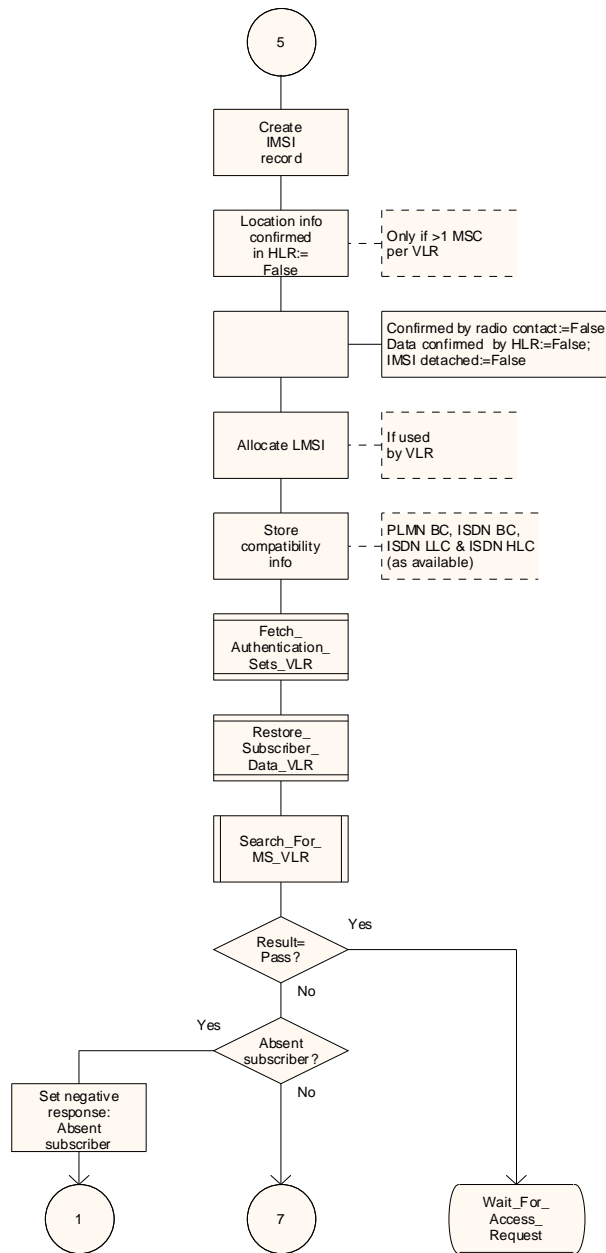 5
Create
IMSI
record
Location info
confirmed
in HLR:=
False
Only if >1 MSC
per VLR
Confirmed by radio contact:=False
Data confirmed by HLR:=False;
IMSI detached:=False
Allocate LMSI
If used
by VLR
Store
compatibility
info
PLMN BC, ISDN BC,
ISDN LLC & ISDN HLC
(as available)
Fetch_
Authentication_
Sets_VLR
Restore_
Subscriber_
Data_VLR
Search_For_
MS_VLR
Result=
Pass?
Yes
No
Absent
subscriber?
Yes
No
Set negative
response:
Absent
subscriber
1
7
Wait_For_
Access_
Request